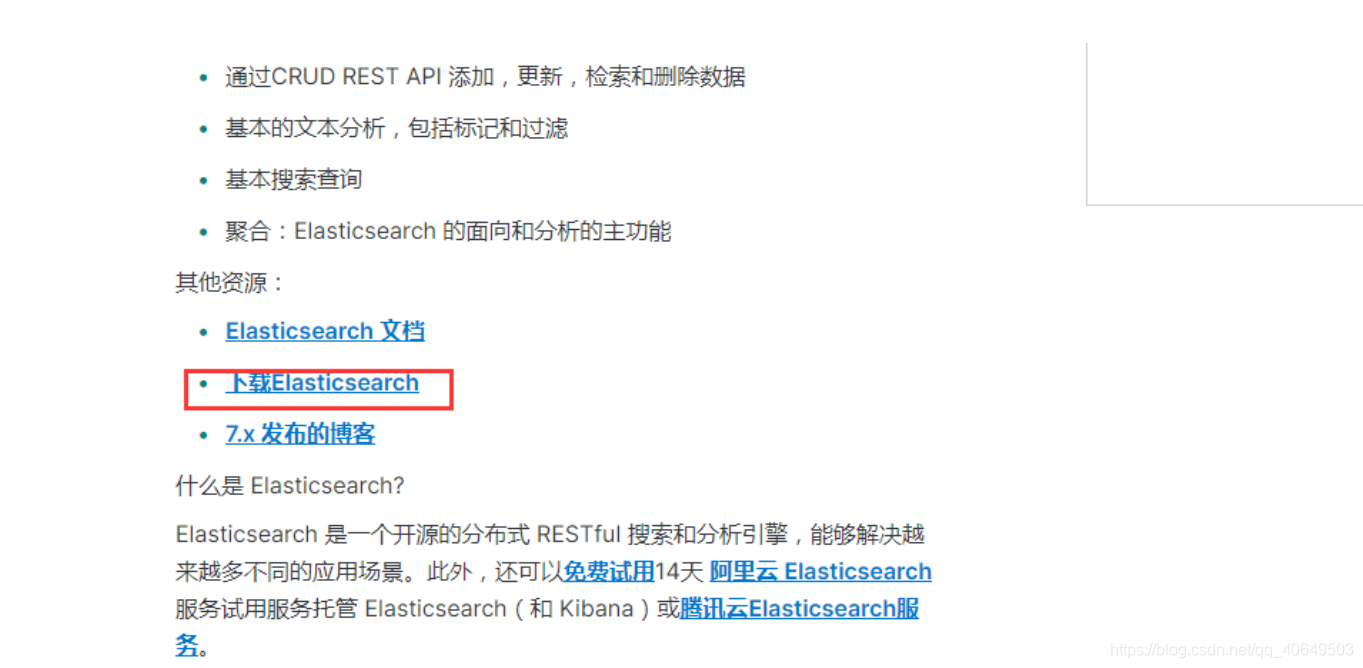 通过CRUD REST API 添加，更新，检索和删除数据
基本的文本分析，包括标记和过滤
基本搜索查询
聚合：Elasticsearch 的面向和分析的主功能
其他资源：
Elasticsearch 文档
下载Elasticsearch
7.x 发布的博客
什么是 Elasticsearch?
Elasticsearch 是一个开源的分布式 RESTful 搜索和分析引擎，能够解决越
来越多不同的应用场景。此外，还可以免费试用14天 阿里云 Elasticsearch
服务试用服务托管 Elasticsearch（和 Kibana）或腾讯云Elasticsearch服
务。
https://blog.csdn.net/qq_40649503